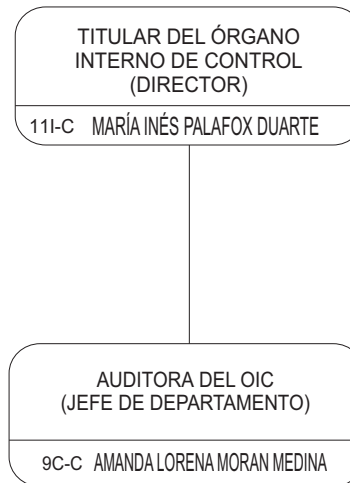 TITULAR DEL ÓRGANO
INTERNO DE CONTROL
(DIRECTOR)
11I-C MARÍA INÉS PALAFOX DUARTE
AUDITORA DEL OIC
(JEFE DE DEPARTAMENTO)
9C-C AMANDA LORENA MORAN MEDINA